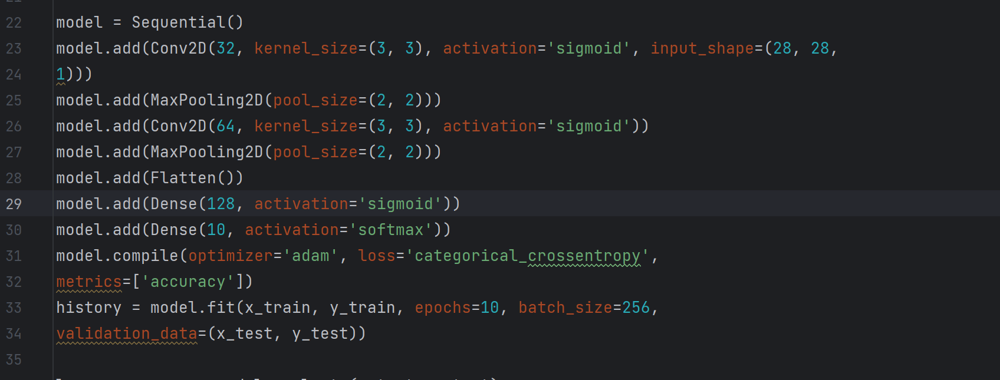 22 model = Sequential()
23 model.add(Conv2D(32, kernel_size=(3, 3), activation='sigmoid', input_shape=(28, 28,
24 1)))
25 model.add(MaxPooling2D(pool_size=(2, 2)))
26 model.add(Conv2D(64, kernel_size=(3, 3), activation='sigmoid'))
27 model.add(MaxPooling2D(pool_size=(2, 2)))
28 model.add(Flatten())
29 model.add(Dense(128, activation='sigmoid'))
30 model.add(Dense(10, activation='softmax'))
31 model.compile(optimizer='adam', loss='categorical_crossentropy',
32 metrics=['accuracy'])
33 history = model.fit(x_train, y_train, epochs=10, batch_size=256,
34 validation_data=(x_test, y_test))
35